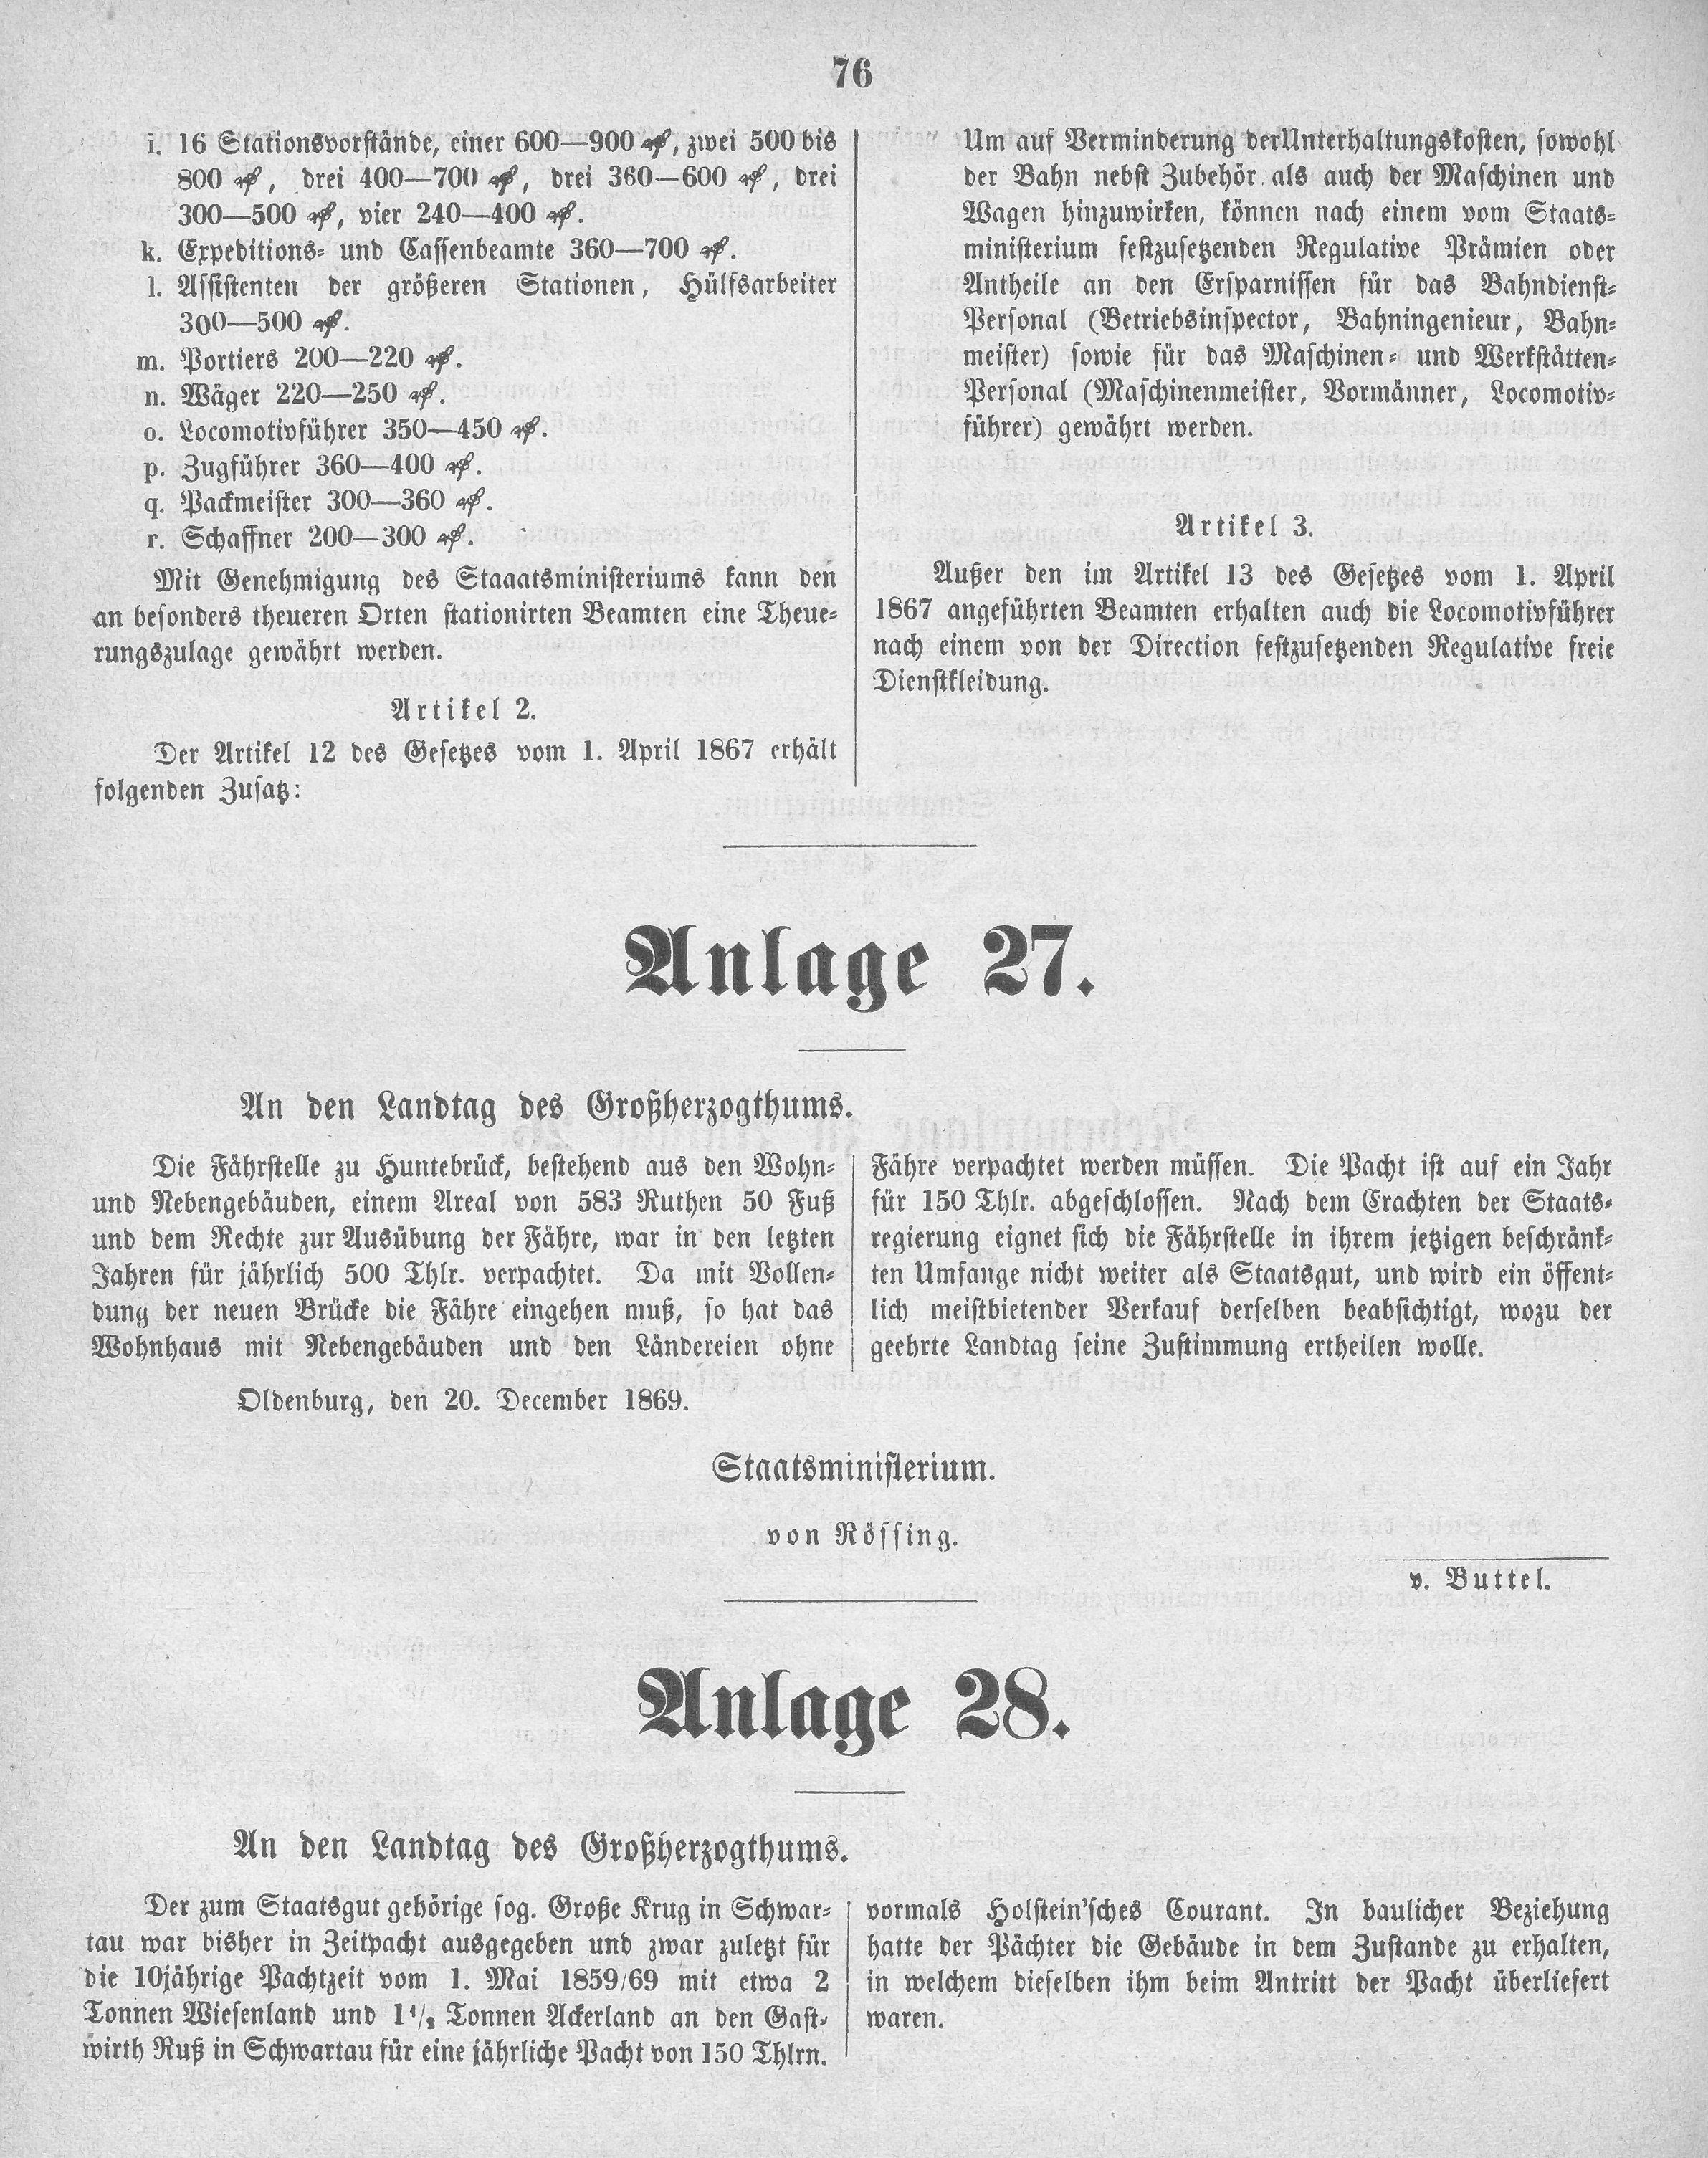 76
i. 16 Stationsvorstände, einer 600—900 ₰, zwei 500 bis
800 ₰, drei 400—700 ₰, drei 360—600 ₰, drei
300—500 ₰, vier 240—400 ₰.
k. Expeditions- und Cassenbeamte 360—700 ₰.
l. Assistenten der größeren Stationen, Hülfsarbeiter
300—500 ₰.
m. Portiers 200—220 ₰.
n. Wäger 220—250 ₰.
o. Locomotivführer 350—450 ₰.
p. Zugführer 360—400 ₰.
q. Packmeister 300—360 ₰.
r. Schaffner 200—300 ₰.
Mit Genehmigung des Staaatsministeriums kann den
an besonders theueren Orten stationirten Beamten eine Theue-
rungszulage gewährt werden.
Artikel 2.
Der Artikel 12 des Gesetzes vom 1. April 1867 erhält
folgenden Zusatz:
Um auf Verminderung der Unterhaltungskosten, sowohl
der Bahn nebst Zubehör als auch der Maschinen und
Wagen hinzuwirken, können nach einem vom Staats-
ministerium festzusetzenden Regulative Prämien oder
Antheile an den Ersparnissen für das Bahndienst-
Personal (Betriebsinspector, Bahningenieur, Bahn-
meister) sowie für das Maschinen- und Werkstätten-
Personal (Maschinenmeister, Vormänner, Locomotiv-
führer) gewährt werden.
Artikel 3.
Außer den im Artikel 13 des Gesetzes vom 1. April
1867 angeführten Beamten erhalten auch die Locomotivführer
nach einem von der Direction festzusetzenden Regulative freie
Dienstkleidung.
Anlage 27.
An den Landtag des Großherzogthums.
Die Fährstelle zu Huntebrück, bestehend aus den Wohn-
und Nebengebäuden, einem Areal von 583 Ruthen 50 Fuß
und dem Rechte zur Ausübung der Fähre, war in den letzten
Jahren für jährlich 500 Thlr. verpachtet. Da mit Vollen-
dung der neuen Brücke die Fähre eingehen muß, so hat das
Wohnhaus mit Nebengebäuden und den Ländereien ohne
Fähre verpachtet werden müssen. Die Pacht ist auf ein Jahr
für 150 Thlr. abgeschlossen. Nach dem Erachten der Staats-
regierung eignet sich die Fährstelle in ihrem jetzigen beschränk-
ten Umfange nicht weiter als Staatsgut, und wird ein öffent-
lich meistbietender Verkauf derselben beabsichtigt, wozu der
geehrte Landtag seine Zustimmung ertheilen wolle.
Oldenburg, den 20. December 1869.
Staatsministerium.
von Rössing.
v. Buttel.
Anlage 28.
An den Landtag des Großherzogthums.
Der zum Staatsgut gehörige sog. Große Krug in Schwar-
tau war bisher in Zeitpacht ausgegeben und zwar zuletzt für
die 10jährige Pachtzeit vom 1. Mai 1859/69 mit etwa 2
Tonnen Wiesenland und 1 1/2 Tonnen Ackerland an den Gast-
wirth Ruß in Schwartau für eine jährliche Pacht von 150 Thlrn.
vormals Holstein'sches Courant. In baulicher Beziehung
hatte der Pächter die Gebäude in dem Zustande zu erhalten,
in welchem dieselben ihm beim Antritt der Pacht überliefert
waren.